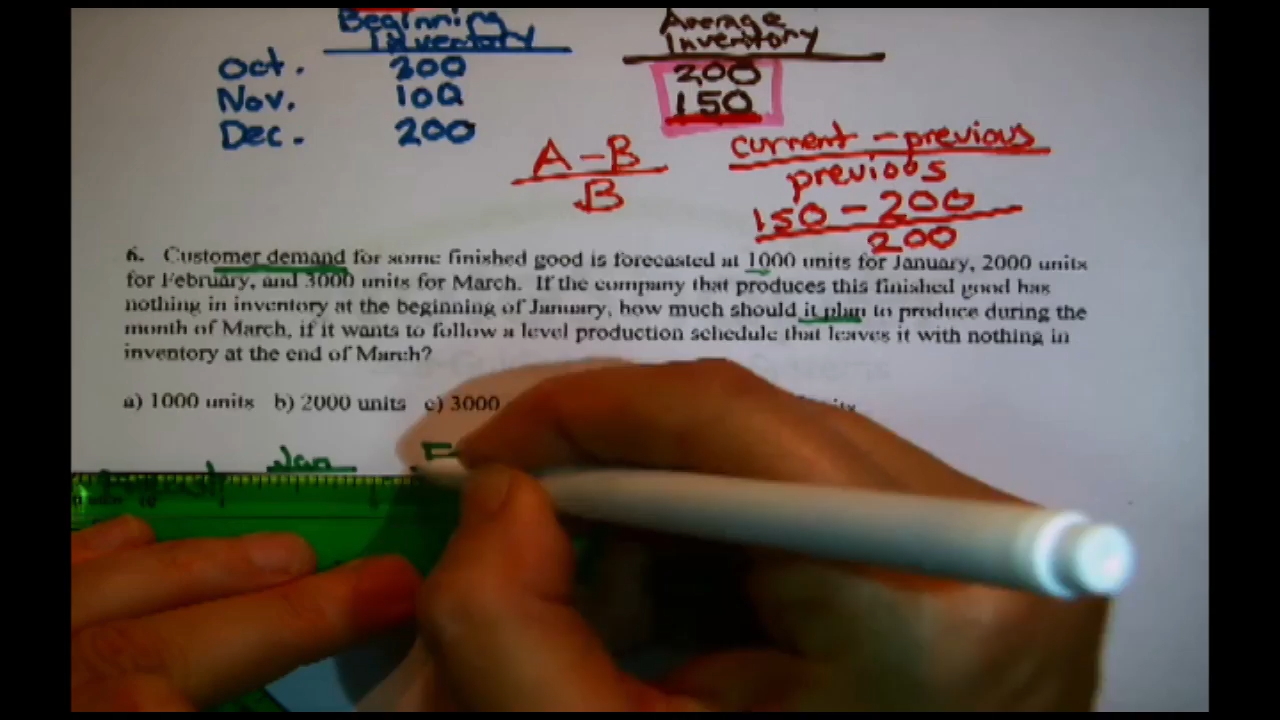 Beginning Average
Inventory Inventory
Oct. 200 200
Nov. 100 150
Dec. 200
A - B current - previous
B previous
150 - 200
200
6. Customer demand for some finished good is forecasted at 1000 units for January, 2000 units
for February, and 3000 units for March. If the company that produces this finished good has
nothing in inventory at the beginning of January, how much should it plan to produce during the
month of March, if it wants to follow a level production schedule that leaves it with nothing in
inventory at the end of March?
a) 1000 units b) 2000 units c) 3000
Jan